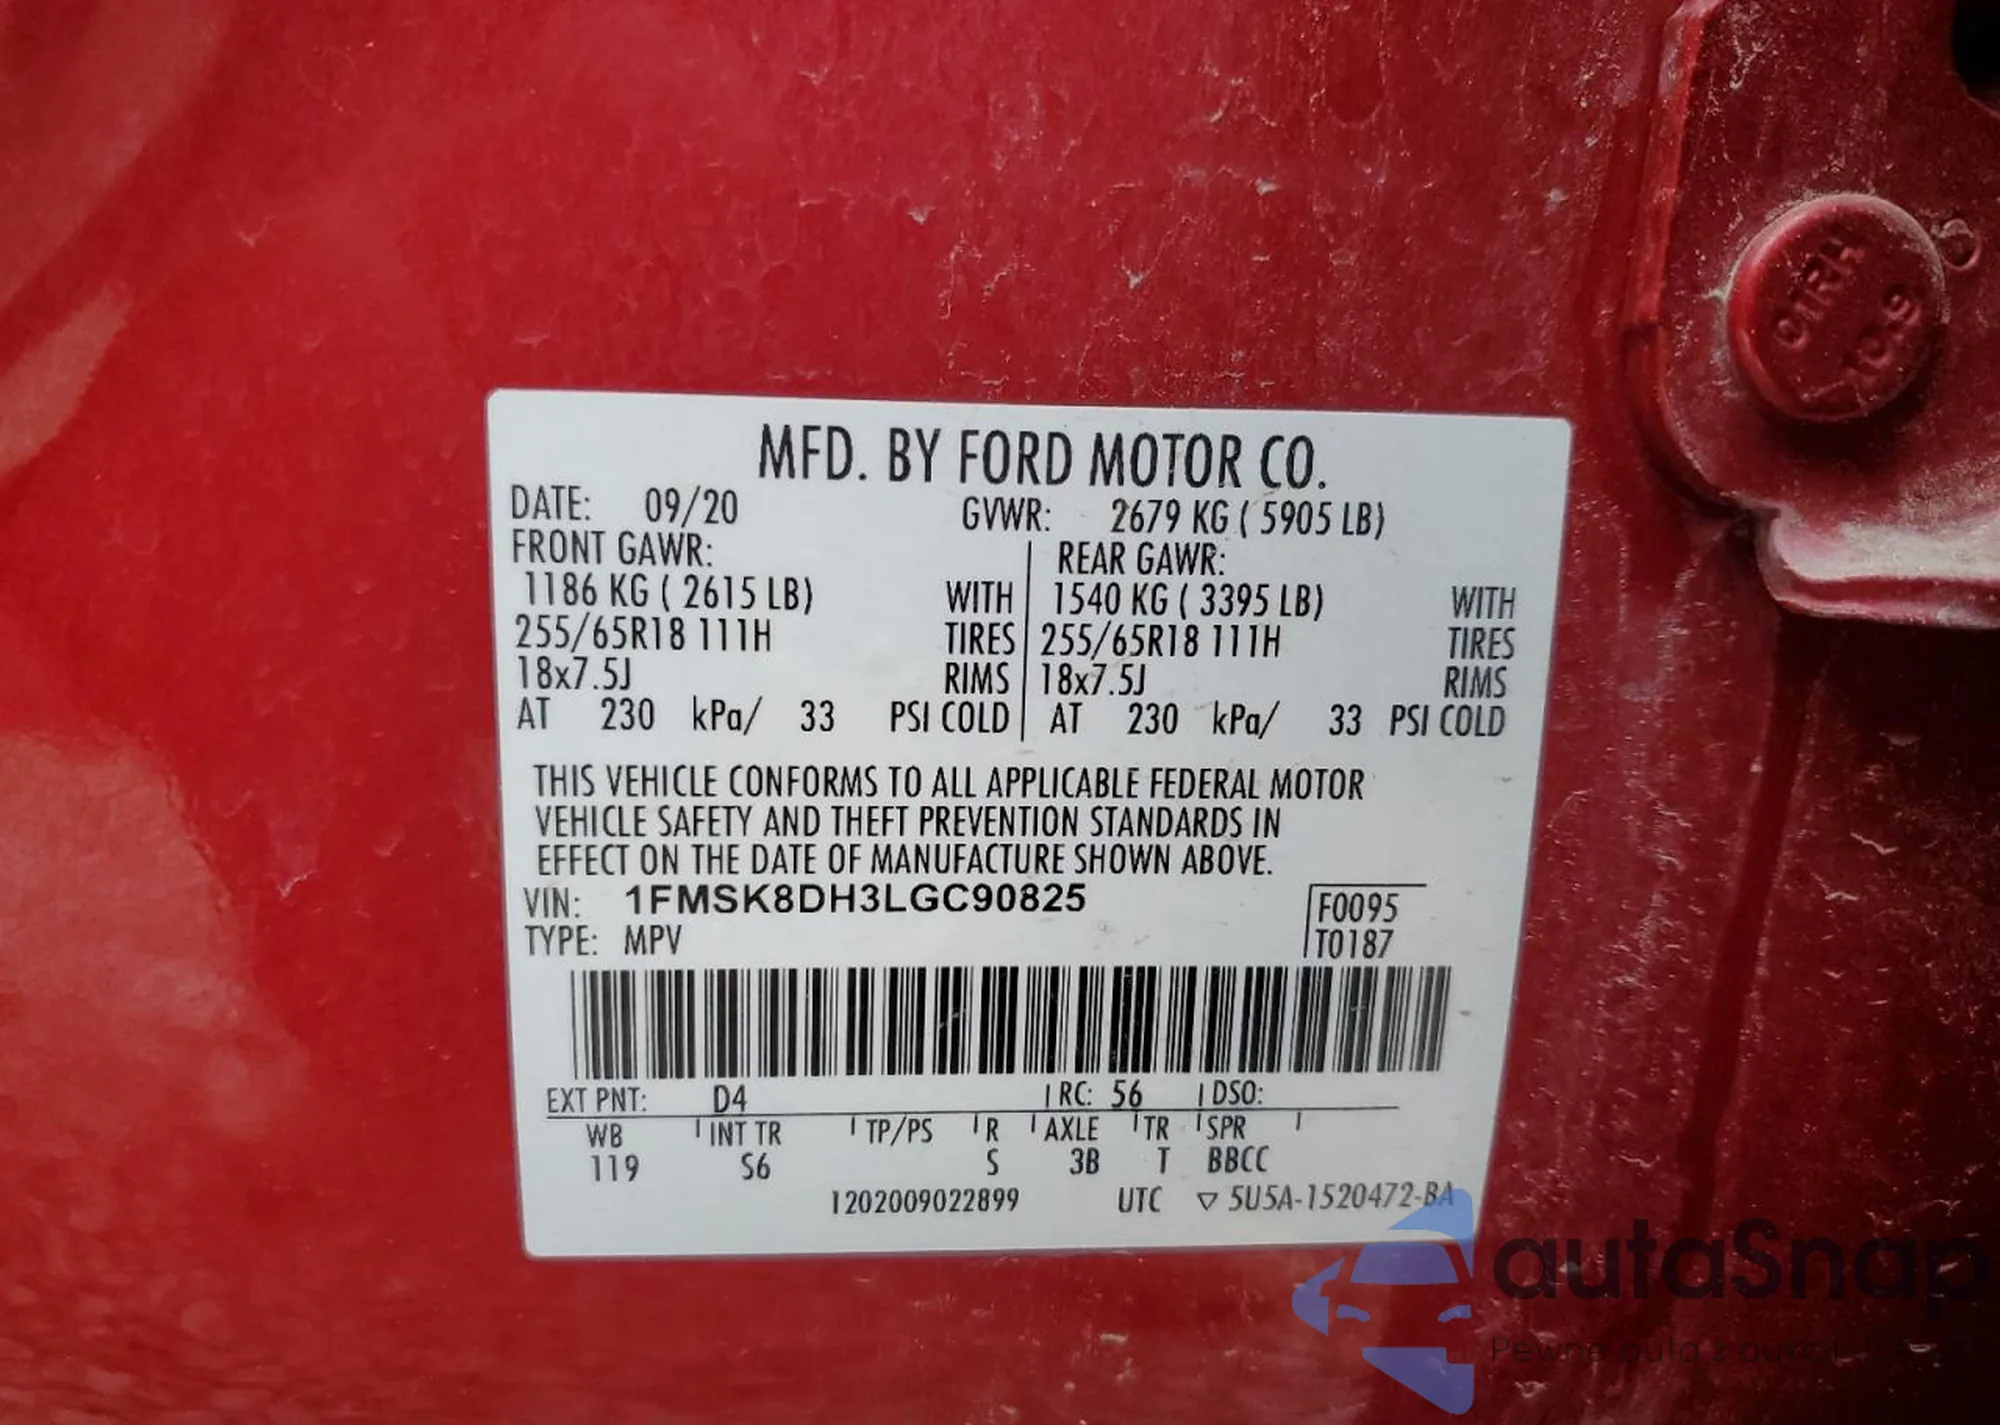 MFD. BY FORD MOTOR CO.
DATE: 09/20 GVWR: 2679 KG ( 5905 LB)
FRONT GAWR: REAR GAWR:
1186 KG ( 2615 LB) WITH 1540 KG ( 3395 LB) WITH
255/65R18 111H TIRES 255/65R18 111H TIRES
18x7.5J RIMS 18x7.5J RIMS
AT 230 kPa/ 33 PSI COLD AT 230 kPa/ 33 PSI COLD
THIS VEHICLE CONFORMS TO ALL APPLICABLE FEDERAL MOTOR
VEHICLE SAFETY AND THEFT PREVENTION STANDARDS IN
EFFECT ON THE DATE OF MANUFACTURE SHOWN ABOVE.
VIN: 1FMSK8DH3LGC90825 F0095
TYPE: MPV T0187
EXT PNT: D4 RC: 56 DSO:
WB INT TR TP/PS R AXLE TR SPR
119 S6 S 3B T BBCC
1202009022899 UTC ▽ 5U5A-1520472-BA
autaSnap
Pewne auta z